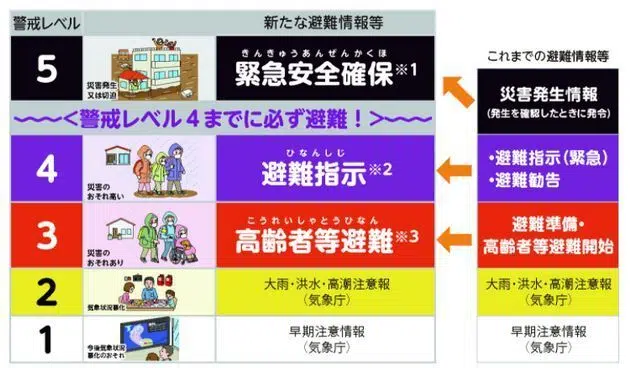 警戒レベル
新たな避難情報等
5
災害発生
又は切迫
きんきゅうあんぜんかくほ
緊急安全確保※1
〈警戒レベル4までに必ず避難!〉
4
災害の
おそれ高い
ひなんしじ
避難指示※2
3
災害の
おそれあり
こうれいしゃとうひなん
高齢者等避難※3
2
気象状況悪化
大雨・洪水・高潮注意報
(気象庁)
1
今後気象状況
悪化のおそれ
早期注意情報
(気象庁)
これまでの避難情報等
災害発生情報
(発生を確認したときに発令)
・避難指示(緊急)
・避難勧告
避難準備・
高齢者等避難開始
大雨・洪水・高潮注意報
(気象庁)
早期注意情報
(気象庁)